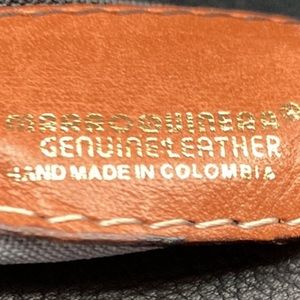 MARROQUINERA®
GENUINE LEATHER
HAND MADE IN COLOMBIA